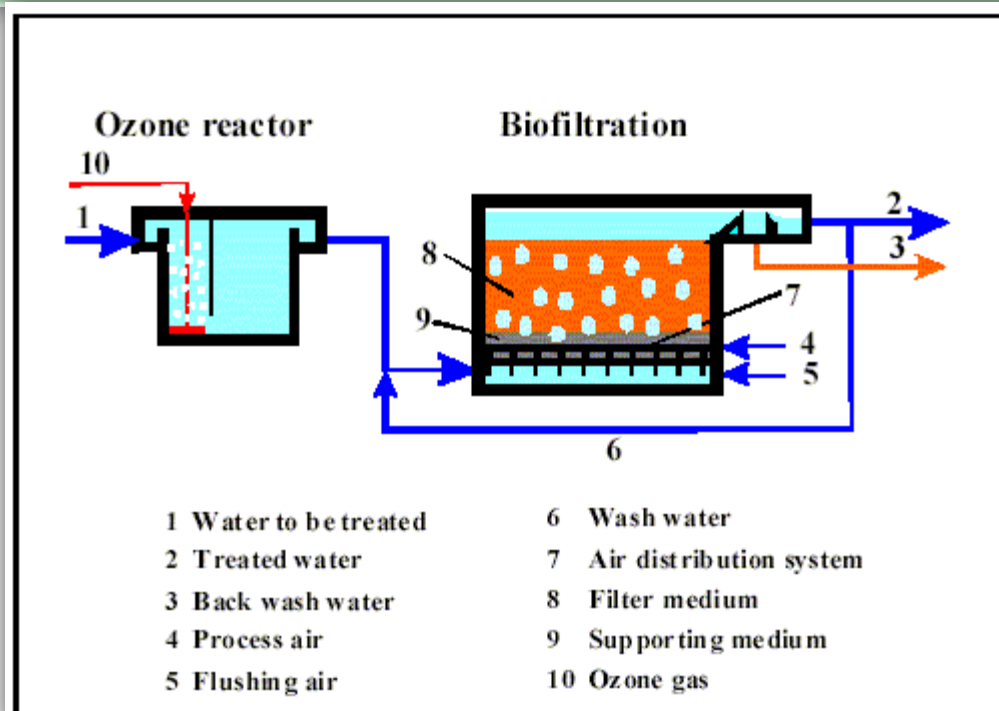 Ozone reactor
Biofiltration
10
1
2
3
8
7
9
4
5
6
1 Water to be treated
2 Treated water
3 Back wash water
4 Process air
5 Flushing air
6 Wash water
7 Air distribution system
8 Filter medium
9 Supporting medium
10 Ozone gas